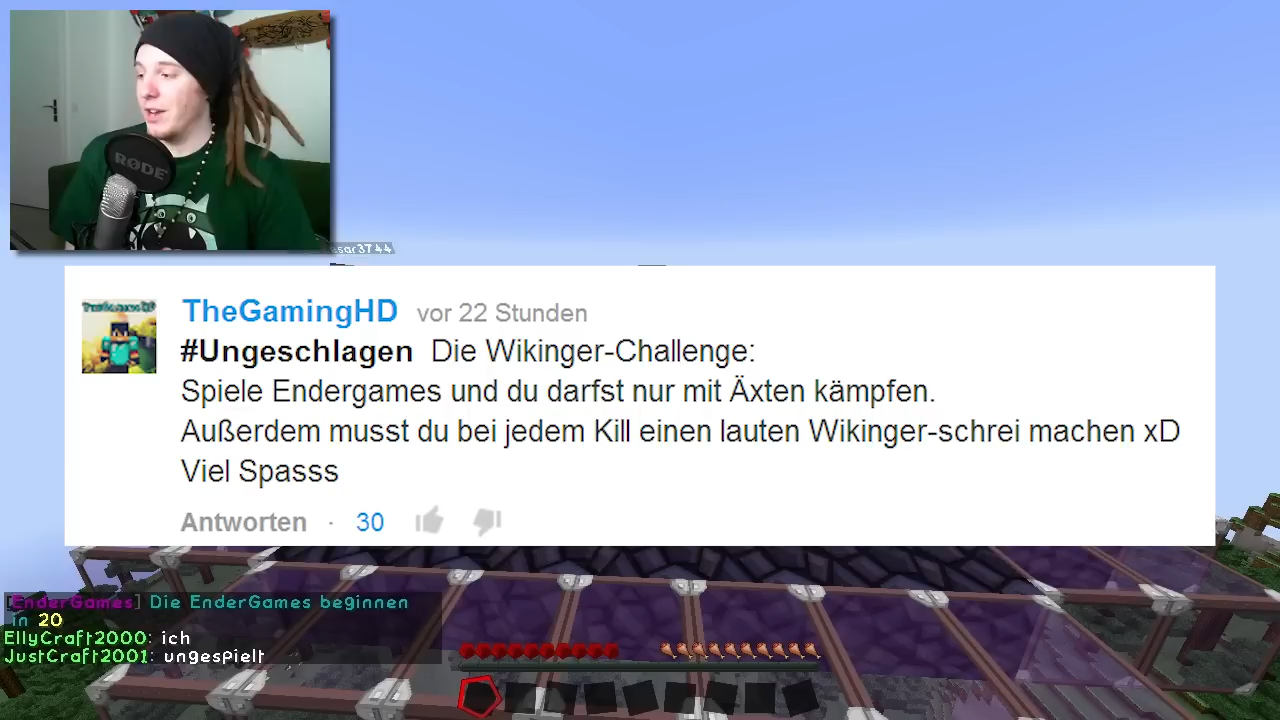 RØDE
TheGamingHD vor 22 Stunden
#Ungeschlagen Die Wikinger-Challenge:
Spiele Endergames und du darfst nur mit Äxten kämpfen.
Außerdem musst du bei jedem Kill einen lauten Wikinger-schrei machen xD
Viel Spasss
Antworten · 30
[EnderGames] Die EnderGames beginnen
in 20
EllyCraft2000: ich
JustCraft2001: ungespielt